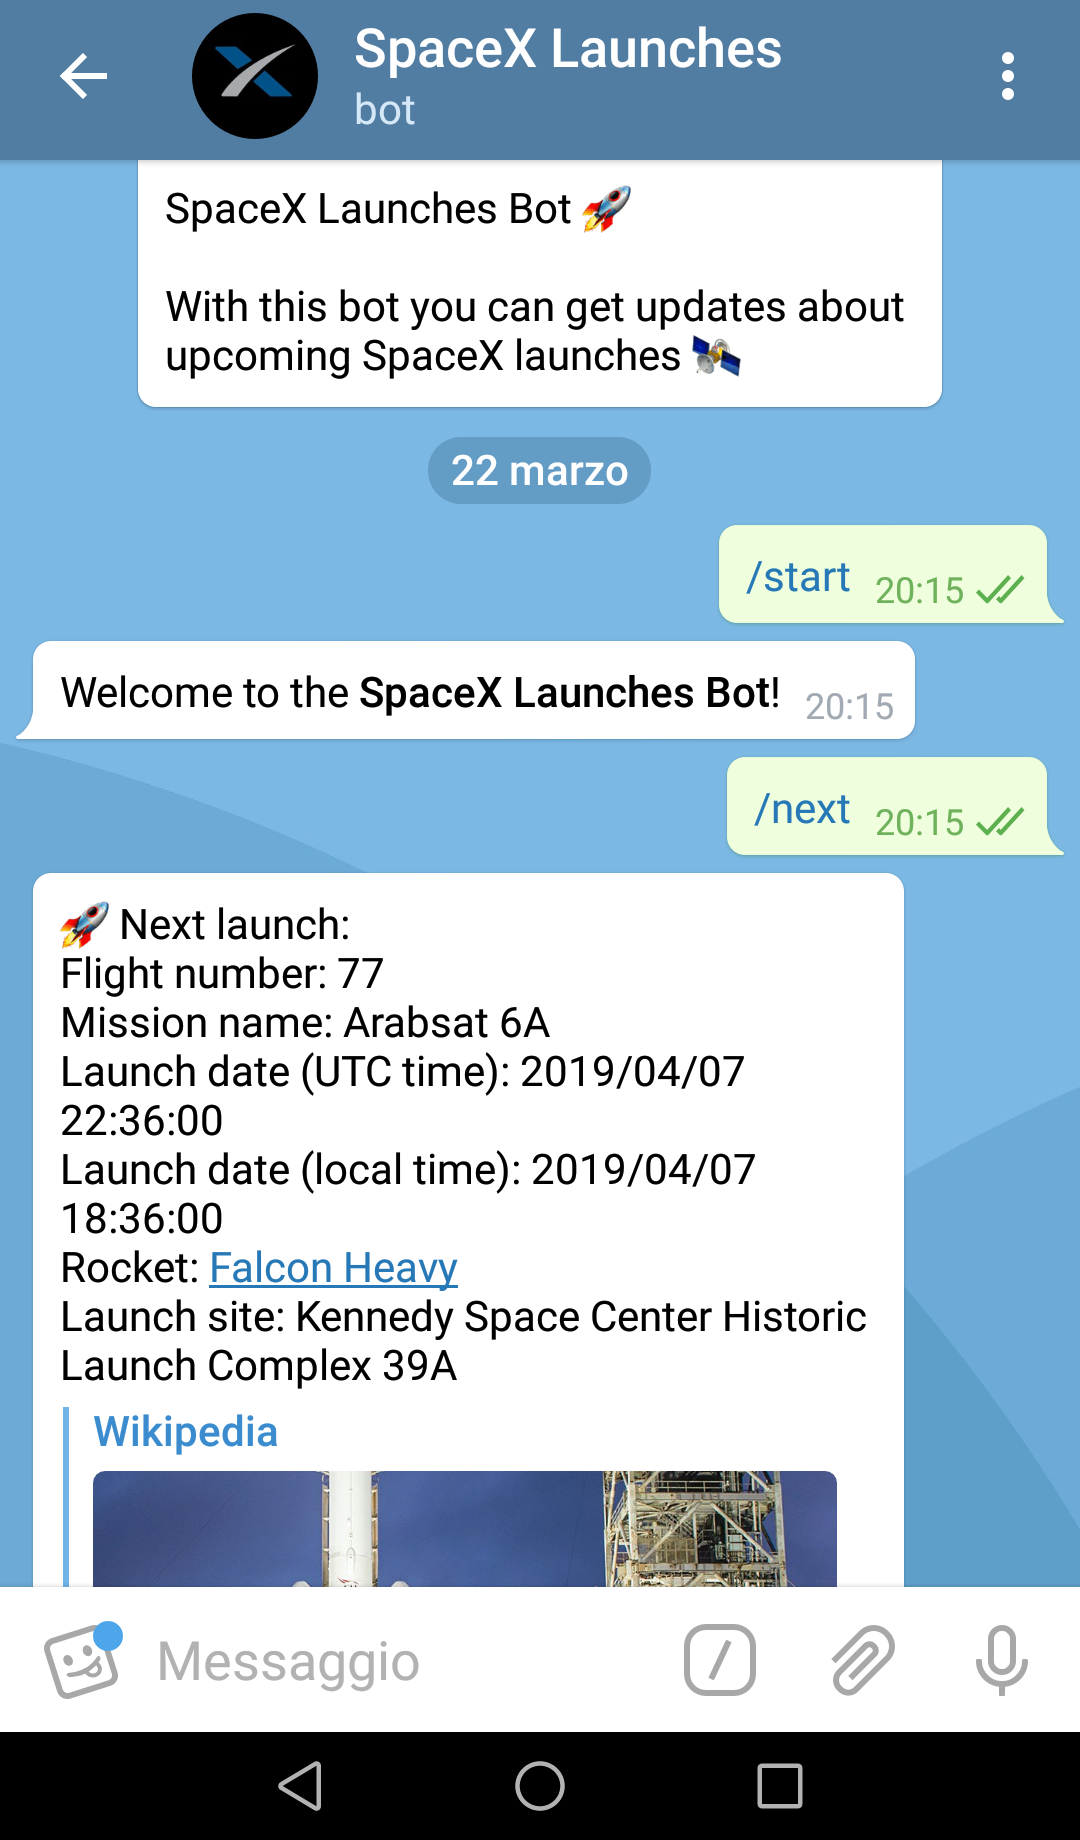 SpaceX Launches
bot
SpaceX Launches Bot 🚀
With this bot you can get updates about
upcoming SpaceX launches 🛰
22 marzo
/start 20:15
Welcome to the SpaceX Launches Bot! 20:15
/next 20:15
🚀 Next launch:
Flight number: 77
Mission name: Arabsat 6A
Launch date (UTC time): 2019/04/07
22:36:00
Launch date (local time): 2019/04/07
18:36:00
Rocket: Falcon Heavy
Launch site: Kennedy Space Center Historic
Launch Complex 39A
Wikipedia
Messaggio